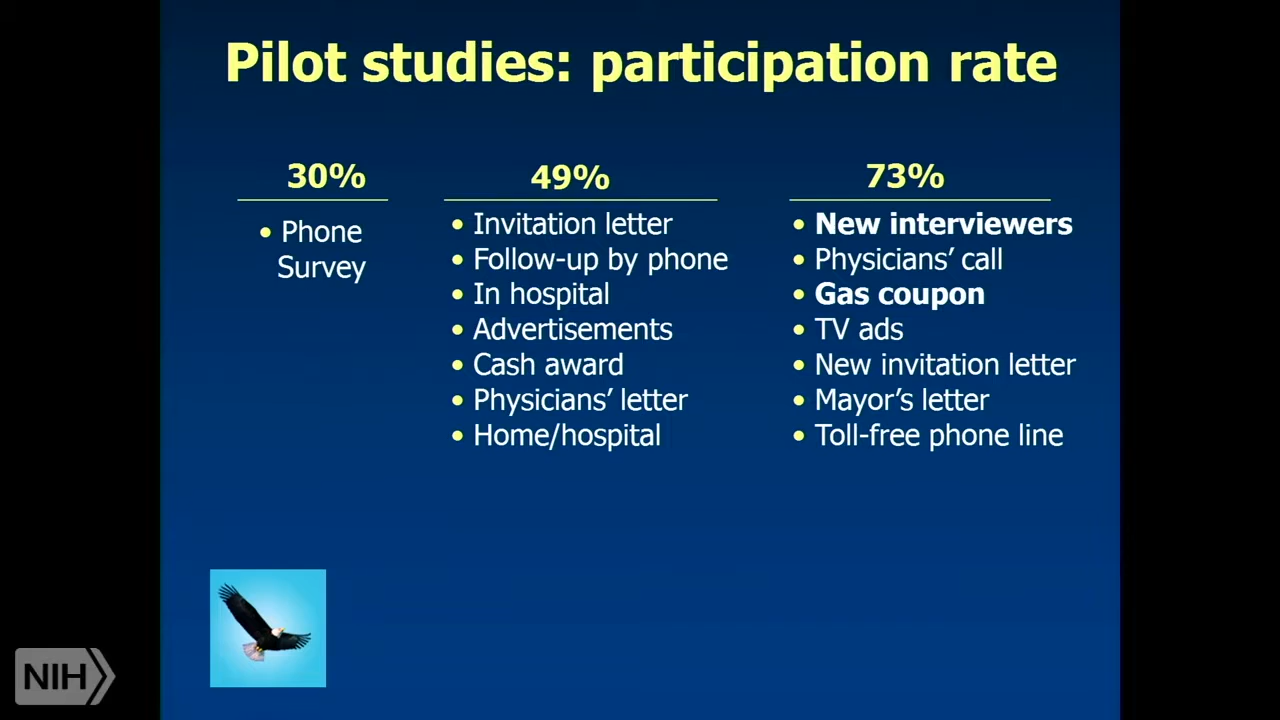 Pilot studies: participation rate
30%
• Phone
Survey
49%
• Invitation letter
• Follow-up by phone
• In hospital
• Advertisements
• Cash award
• Physicians’ letter
• Home/hospital
73%
• New interviewers
• Physicians’ call
• Gas coupon
• TV ads
• New invitation letter
• Mayor’s letter
• Toll-free phone line
NIH